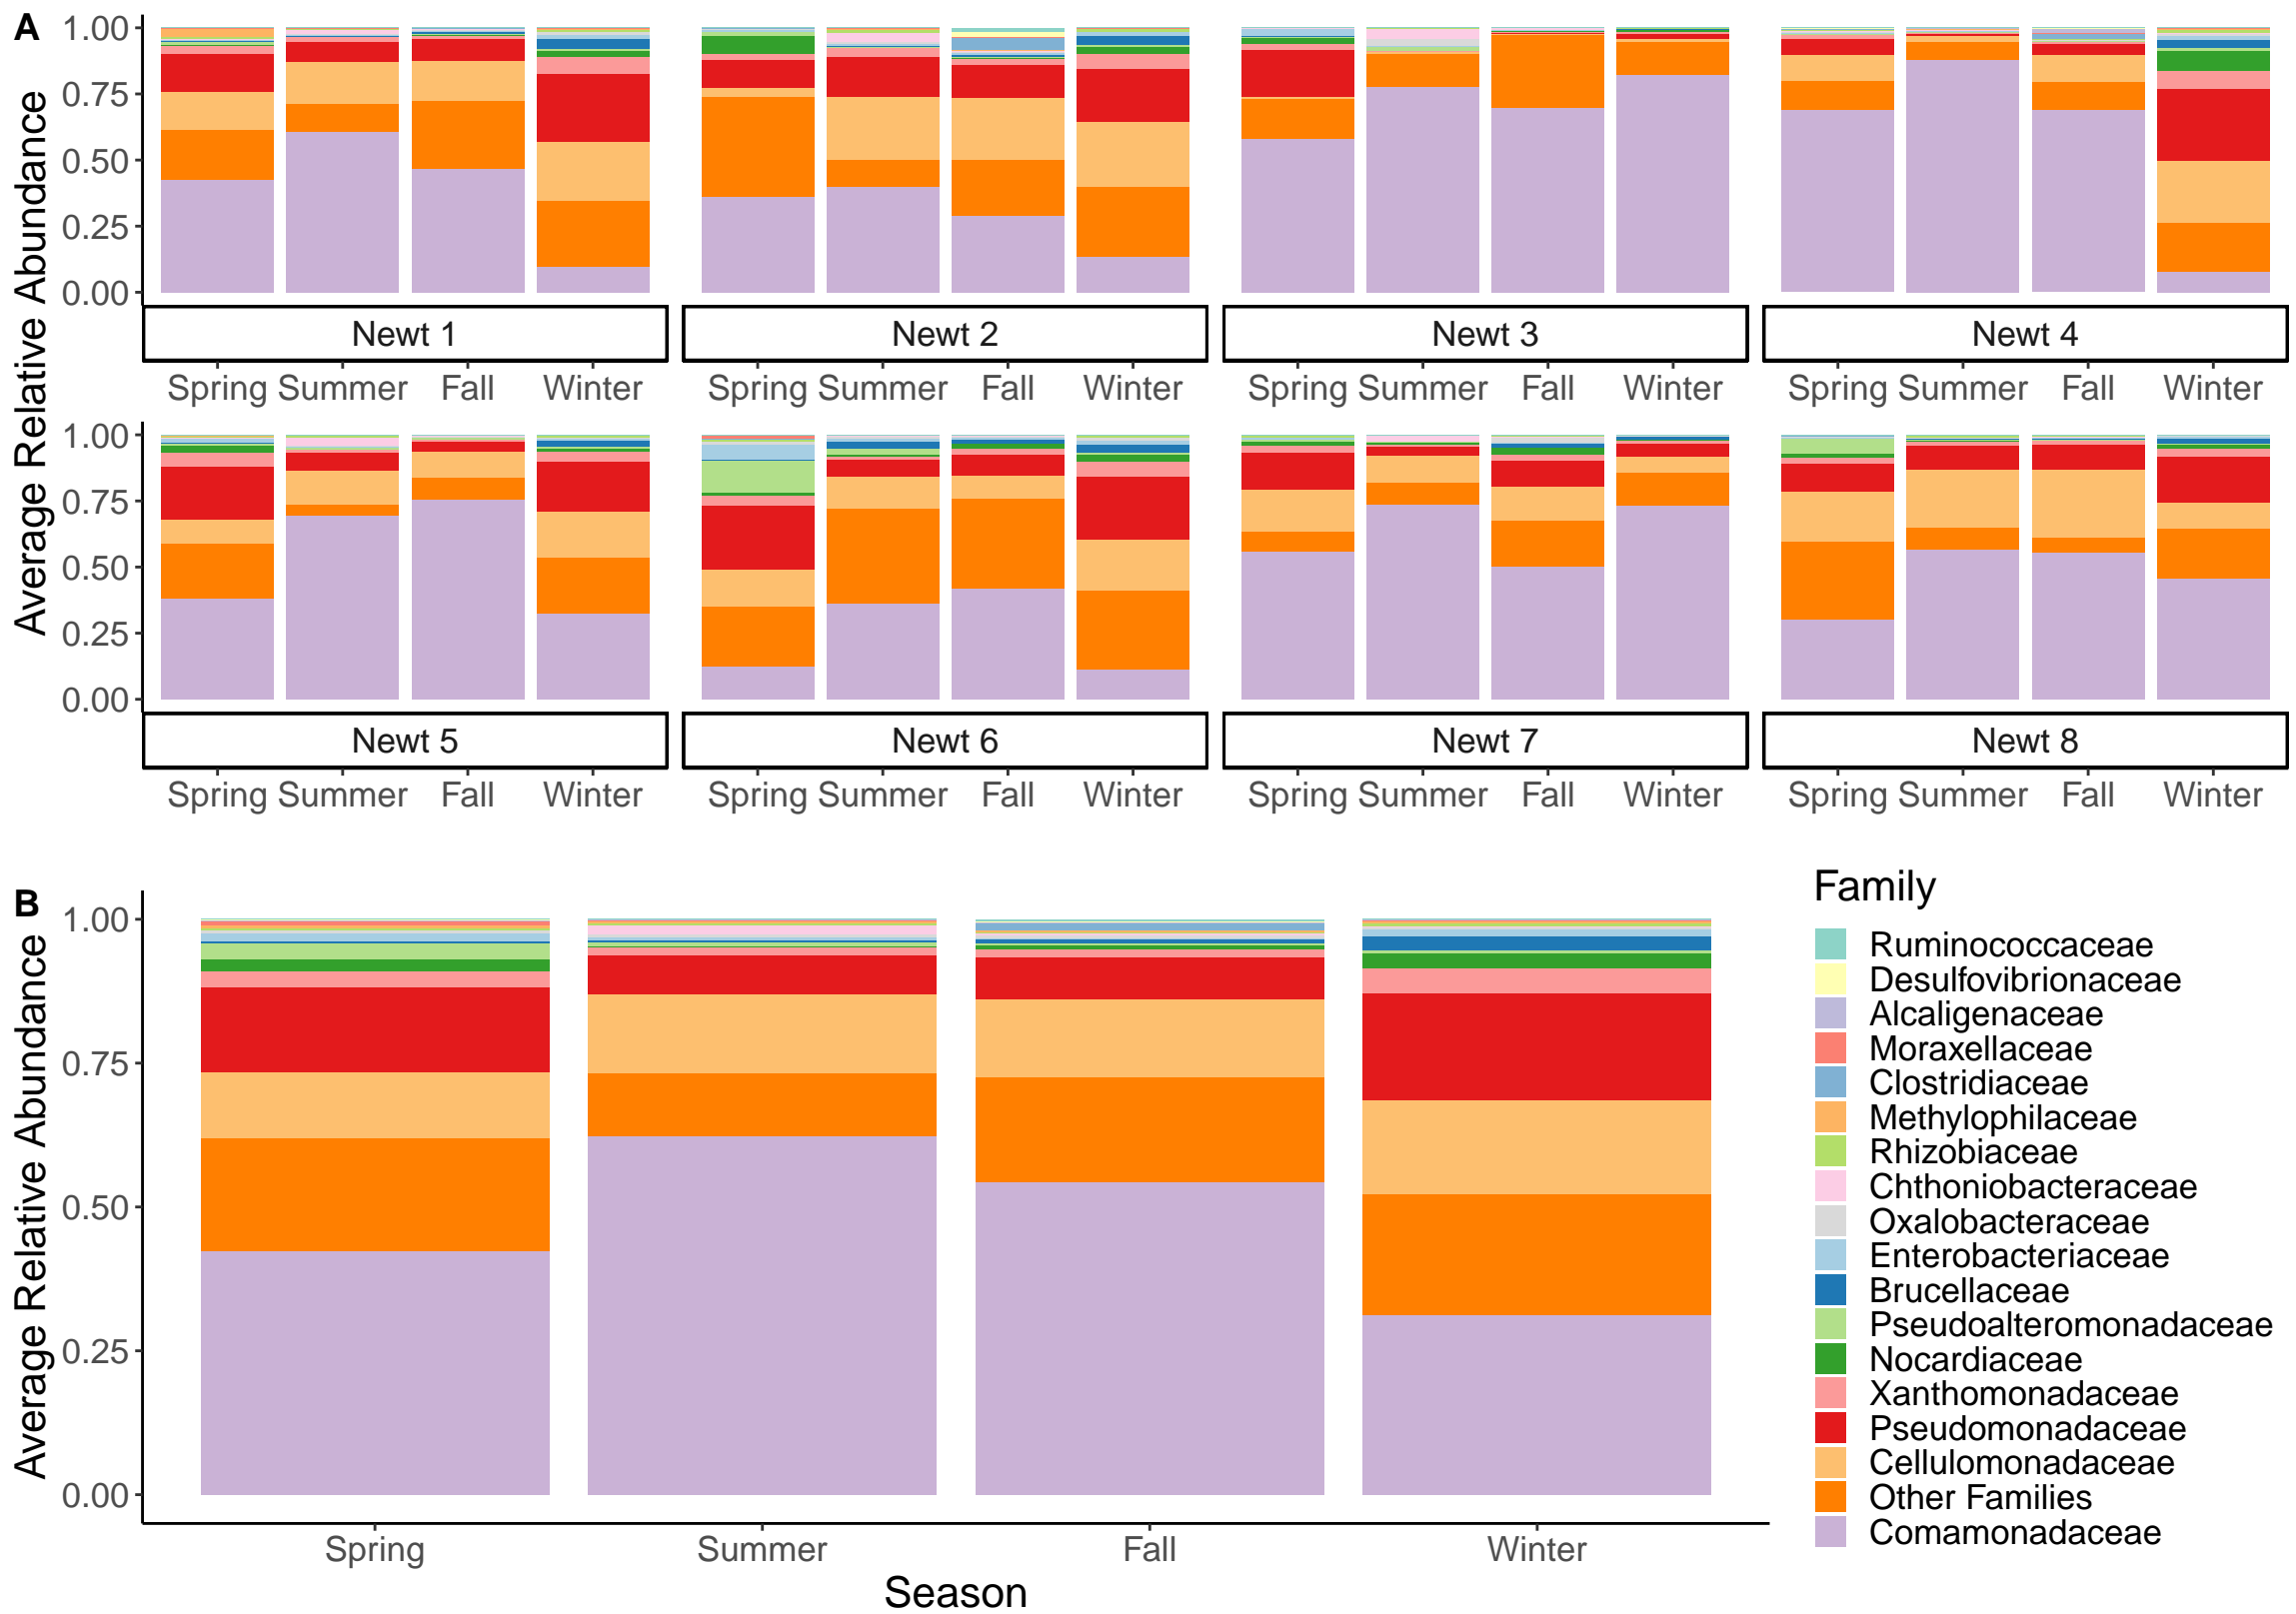 A
Average Relative Abundance
1.00
0.75
0.50
0.25
0.00
Newt 1
Newt 2
Newt 3
Newt 4
Spring Summer Fall Winter
Spring Summer Fall Winter
Spring Summer Fall Winter
Spring Summer Fall Winter
Average Relative Abundance
1.00
0.75
0.50
0.25
0.00
Newt 5
Newt 6
Newt 7
Newt 8
Spring Summer Fall Winter
Spring Summer Fall Winter
Spring Summer Fall Winter
Spring Summer Fall Winter
B
Average Relative Abundance
1.00
0.75
0.50
0.25
0.00
Spring Summer Fall Winter
Season
Family
Ruminococcaceae
Desulfovibrionaceae
Alcaligenaceae
Moraxellaceae
Clostridiaceae
Methylophilaceae
Rhizobiaceae
Chthoniobacteraceae
Oxalobacteraceae
Enterobacteriaceae
Brucellaceae
Pseudoalteromonadaceae
Nocardiaceae
Xanthomonadaceae
Pseudomonadaceae
Cellulomonadaceae
Other Families
Comamonadaceae